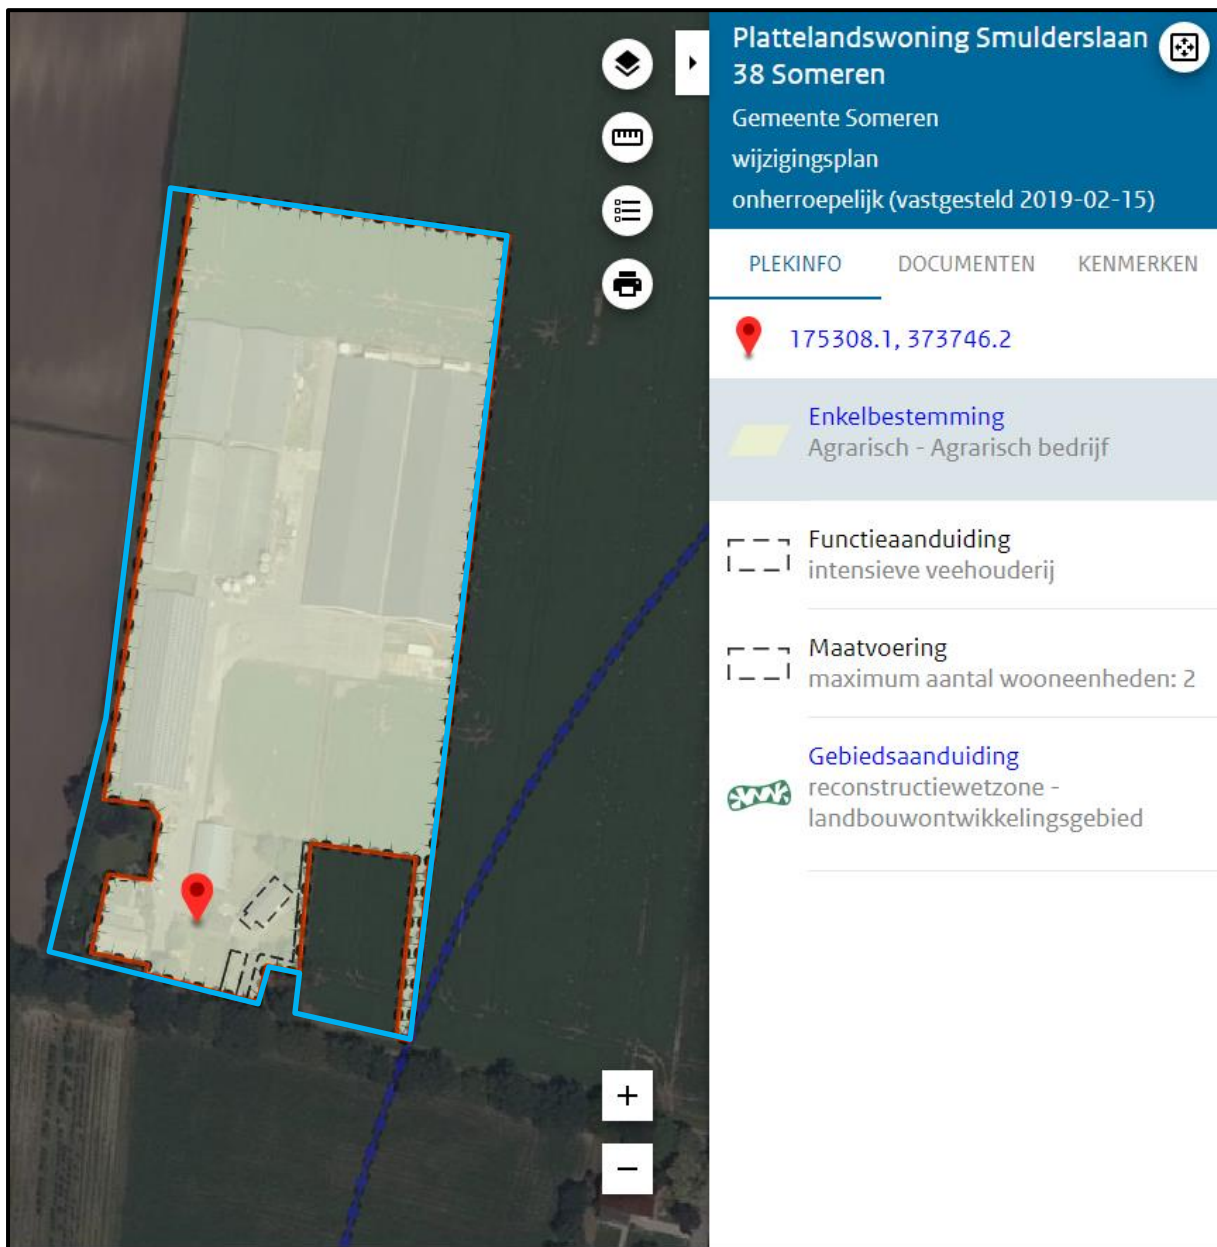 Plattelandswoning Smulderslaan
38 Someren
Gemeente Someren
wijzigingsplan
onherroepelijk (vastgesteld 2019-02-15)
PLEKINFO DOCUMENTEN KENMERKEN
175308.1, 373746.2
Enkelbestemming
Agrarisch - Agrarisch bedrijf
Functieaanduiding
intensieve veehouderij
Maatvoering
maximum aantal wooneenheden: 2
Gebiedsaanduiding
reconstructiewetzone -
landbouwontwikkelingsgebied
+
−